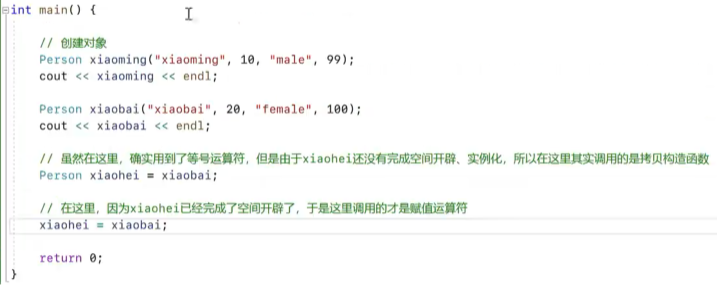 int main() {
// 创建对象
Person xiaoming("xiaoming", 10, "male", 99);
cout << xiaoming << endl;
Person xiaobai("xiaobai", 20, "female", 100);
cout << xiaobai << endl;
// 虽然在这里，确实用到了等号运算符，但是由于xiaohei还没有完成空间开辟、实例化，所以在这里其实调用的是拷贝构造函数
Person xiaohei = xiaobai;
// 在这里，因为xiaohei已经完成了空间开辟了，于是这里调用的才是赋值运算符
xiaohei = xiaobai;
return 0;
}